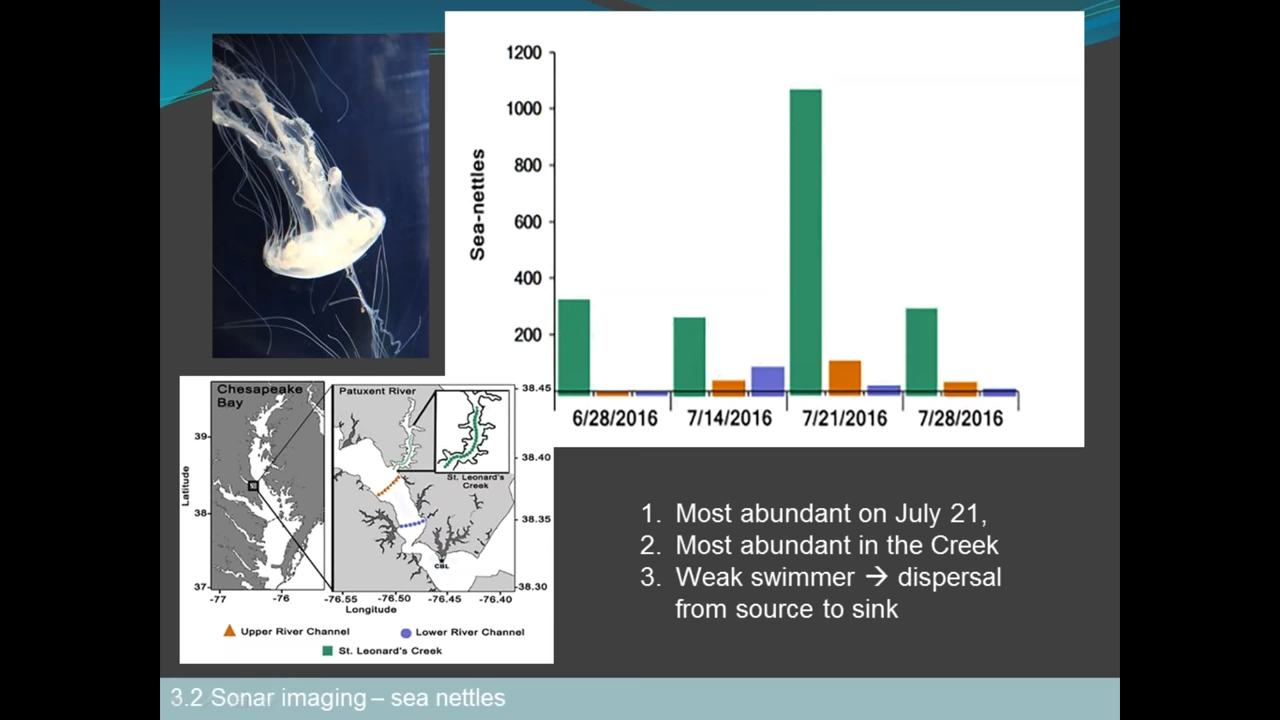 1200
1000
800
600
400
200
Sea-nettles
6/28/2016 7/14/2016 7/21/2016 7/28/2016
Chesapeake
Bay
Patuxent River
St. Leonard's
Creek
CBL
39
38
37
Latitude
38.45
38.40
38.35
38.30
-77 -76 -76.55 -76.50 -76.45 -76.40
Longitude
Upper River Channel Lower River Channel
St. Leonard's Creek
1. Most abundant on July 21,
2. Most abundant in the Creek
3. Weak swimmer → dispersal
from source to sink
3.2 Sonar imaging – sea nettles